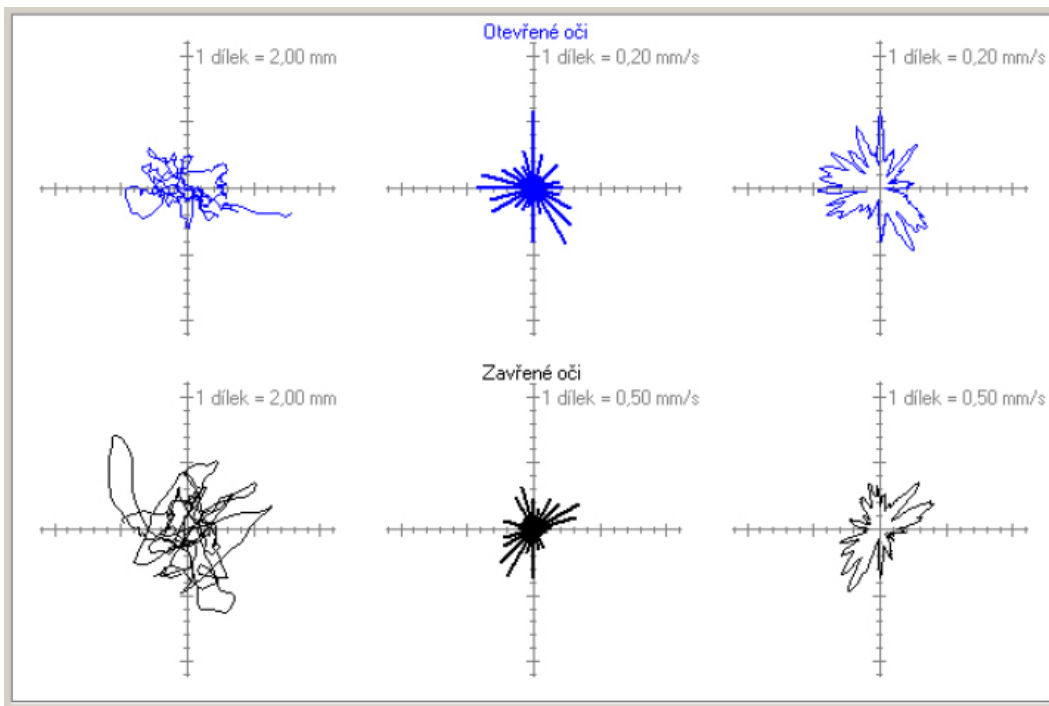 Otevřené oči
1 dílek = 2,00 mm
1 dílek = 0,20 mm/s
1 dílek = 0,20 mm/s
Zavřené oči
1 dílek = 2,00 mm
1 dílek = 0,50 mm/s
1 dílek = 0,50 mm/s